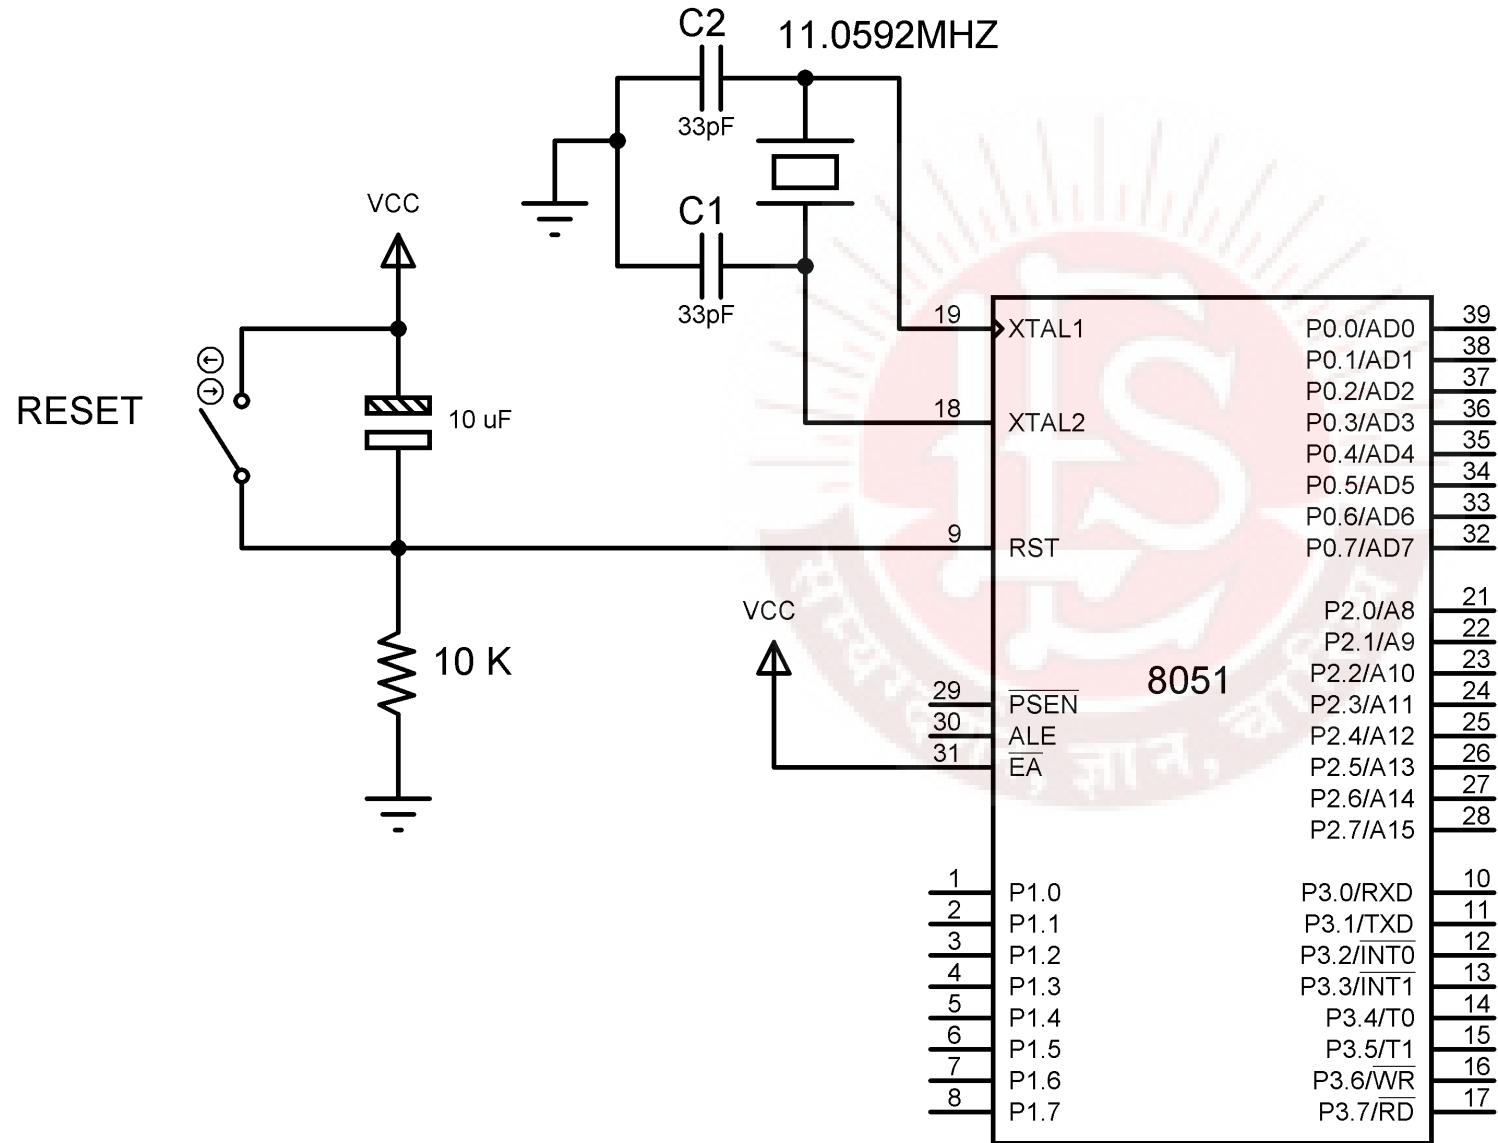 C2
11.0592MHZ
33pF
C1
33pF
VCC
RESET
10 uF
10 K
VCC
8051
19 XTAL1
18 XTAL2
9 RST
29 PSEN
30 ALE
31 EA
1 P1.0
2 P1.1
3 P1.2
4 P1.3
5 P1.4
6 P1.5
7 P1.6
8 P1.7
P0.0/AD0 39
P0.1/AD1 38
P0.2/AD2 37
P0.3/AD3 36
P0.4/AD4 35
P0.5/AD5 34
P0.6/AD6 33
P0.7/AD7 32
P2.0/A8 21
P2.1/A9 22
P2.2/A10 23
P2.3/A11 24
P2.4/A12 25
P2.5/A13 26
P2.6/A14 27
P2.7/A15 28
P3.0/RXD 10
P3.1/TXD 11
P3.2/INT0 12
P3.3/INT1 13
P3.4/T0 14
P3.5/T1 15
P3.6/WR 16
P3.7/RD 17
ज्ञान,